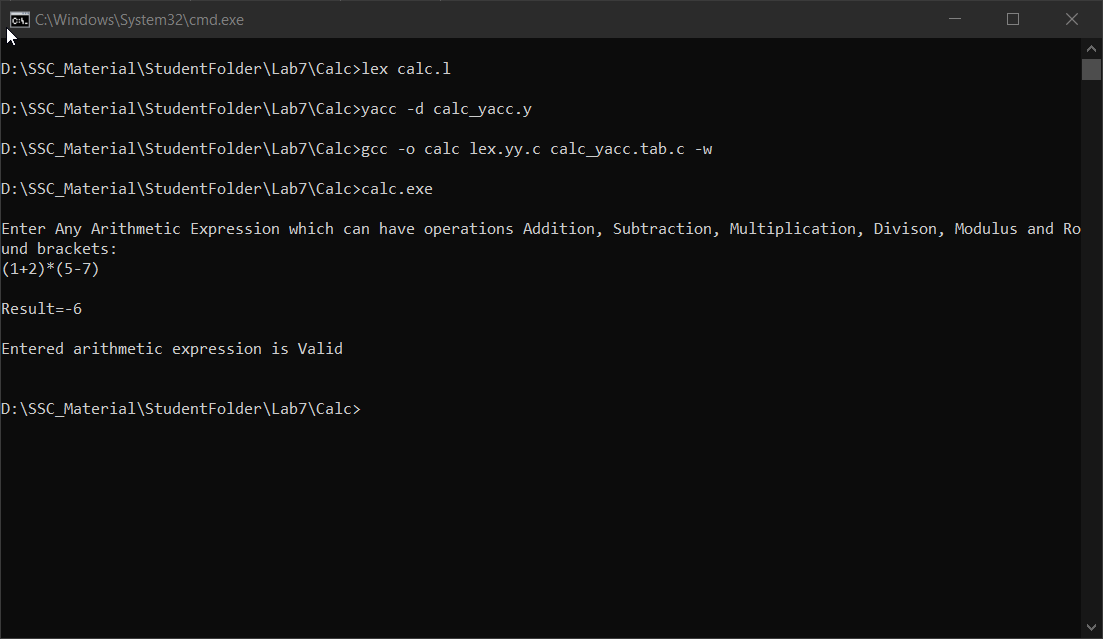 C:\Windows\System32\cmd.exe
D:\SSC_Material\StudentFolder\Lab7\Calc>lex calc.l
D:\SSC_Material\StudentFolder\Lab7\Calc>yacc -d calc_yacc.y
D:\SSC_Material\StudentFolder\Lab7\Calc>gcc -o calc lex.yy.c calc_yacc.tab.c -w
D:\SSC_Material\StudentFolder\Lab7\Calc>calc.exe
Enter Any Arithmetic Expression which can have operations Addition, Subtraction, Multiplication, Divison, Modulus and Ro
und brackets:
(1+2)*(5-7)
Result=-6
Entered arithmetic expression is Valid
D:\SSC_Material\StudentFolder\Lab7\Calc>